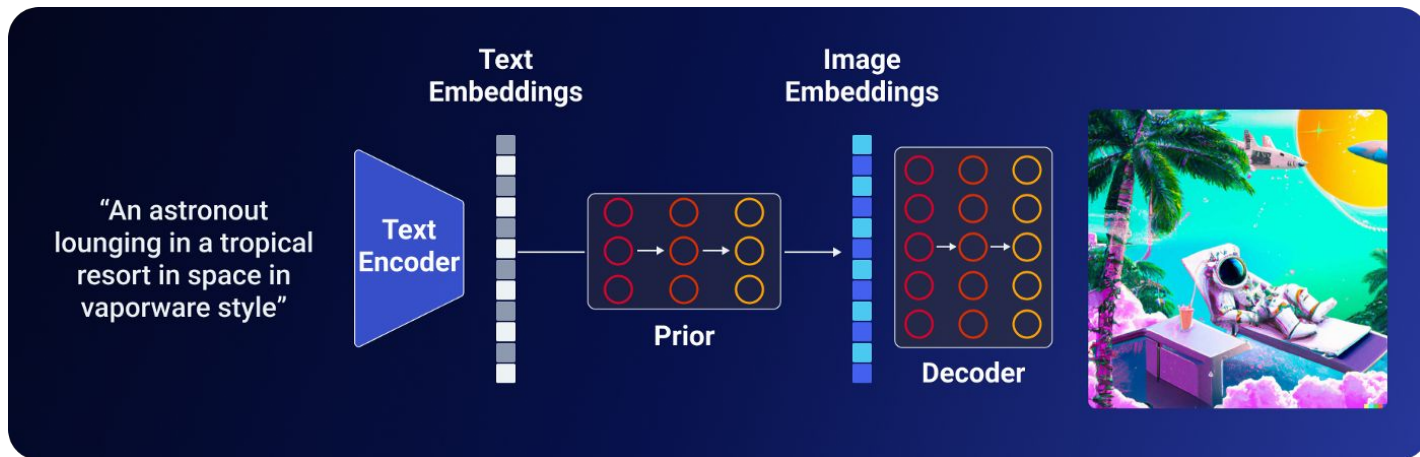 “An astronout
lounging in a tropical
resort in space in
vaporware style”
Text
Encoder
Text
Embeddings
Prior
Image
Embeddings
Decoder